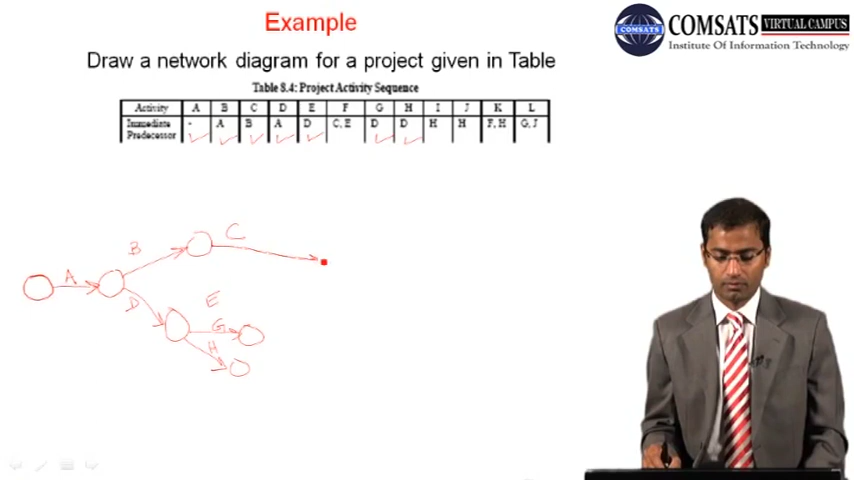 Example
COMSATS VIRTUAL CAMPUS
COMSATS
Institute Of Information Technology
Draw a network diagram for a project given in Table
Table 8.4: Project Activity Sequence
Activity A B C D E F G H I J K L
Immediate Predecessor - A B A D C, E D D H H F, H G, J
C
B
A
D
E
G
H